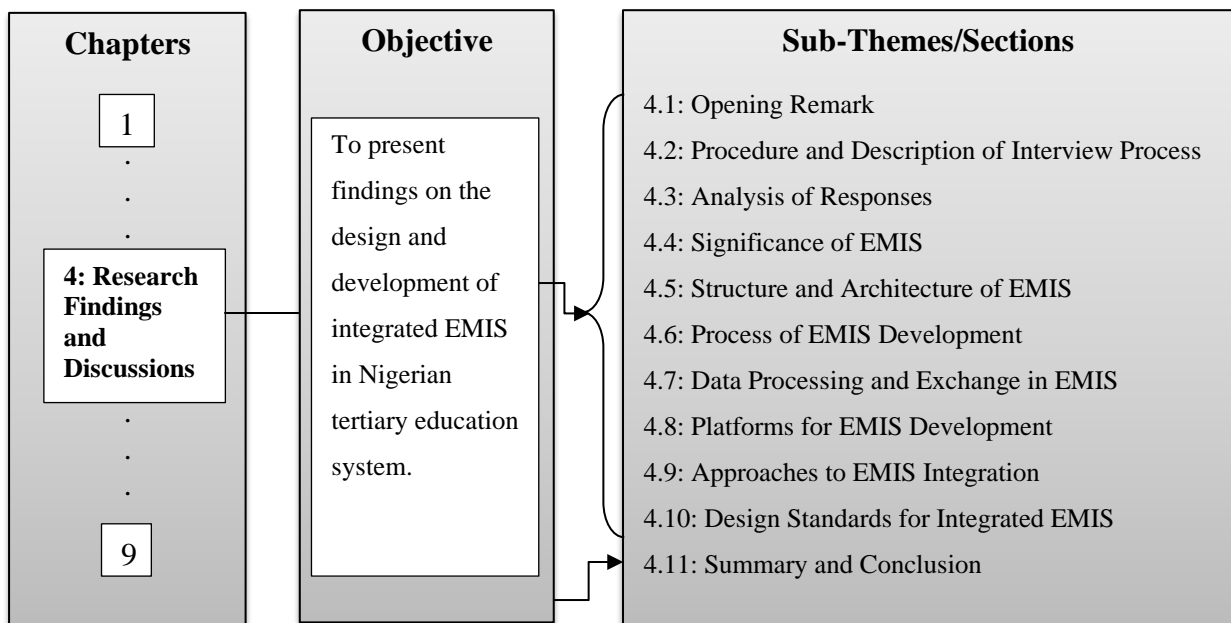 Chapters
1
.
.
.
4: Research
Findings
and
Discussions
.
.
.
9
Objective
To present
findings on the
design and
development of
integrated EMIS
in Nigerian
tertiary education
system.
Sub-Themes/Sections
4.1: Opening Remark
4.2: Procedure and Description of Interview Process
4.3: Analysis of Responses
4.4: Significance of EMIS
4.5: Structure and Architecture of EMIS
4.6: Process of EMIS Development
4.7: Data Processing and Exchange in EMIS
4.8: Platforms for EMIS Development
4.9: Approaches to EMIS Integration
4.10: Design Standards for Integrated EMIS
4.11: Summary and Conclusion